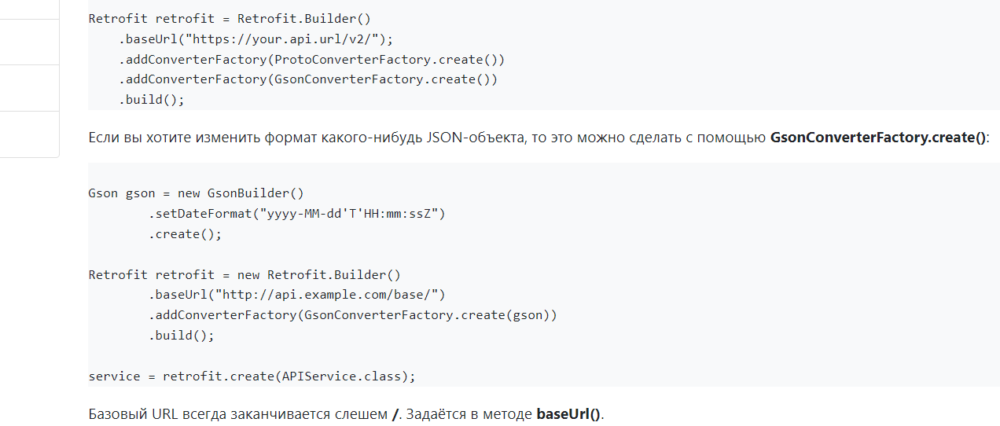 Retrofit retrofit = Retrofit.Builder()
    .baseUrl("https://your.api.url/v2/");
    .addConverterFactory(ProtoConverterFactory.create())
    .addConverterFactory(GsonConverterFactory.create())
    .build();
Если вы хотите изменить формат какого-нибудь JSON-объекта, то это можно сделать с помощью GsonConverterFactory.create():
Gson gson = new GsonBuilder()
        .setDateFormat("yyyy-MM-dd'T'HH:mm:ssZ")
        .create();
Retrofit retrofit = new Retrofit.Builder()
        .baseUrl("http://api.example.com/base/")
        .addConverterFactory(GsonConverterFactory.create(gson))
        .build();
service = retrofit.create(APIService.class);
Базовый URL всегда заканчивается слешем /. Задаётся в методе baseUrl().